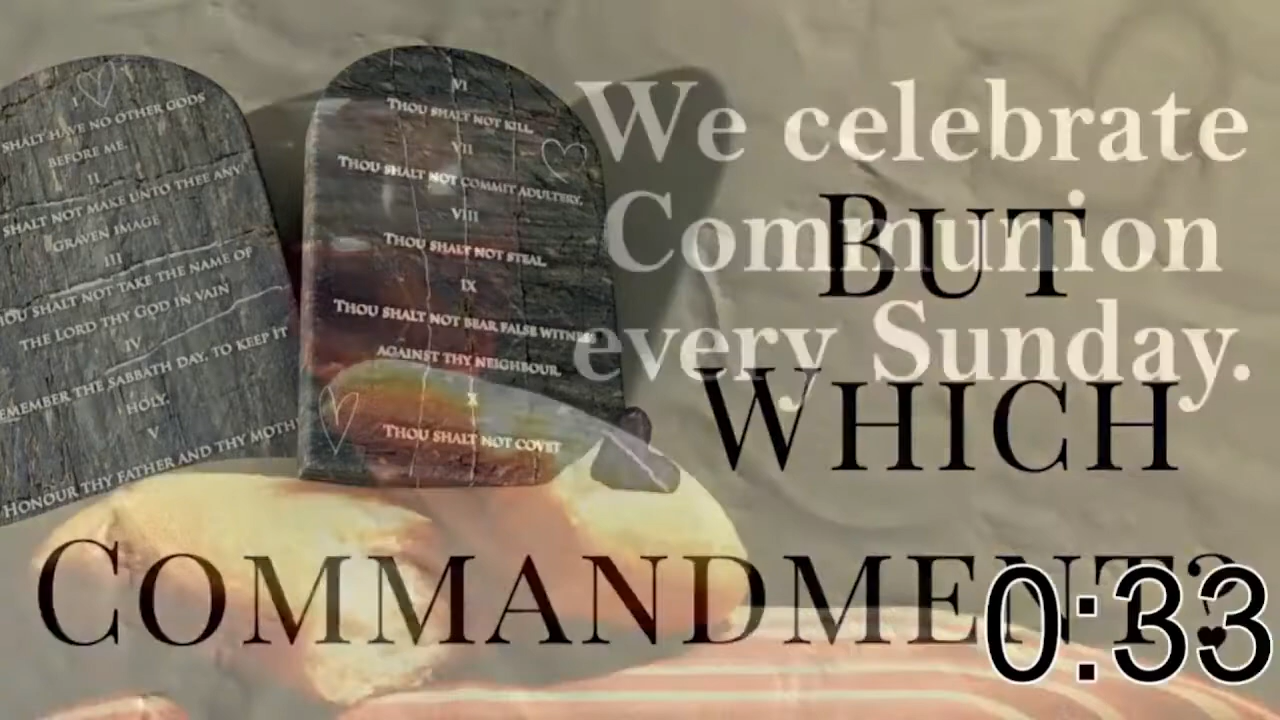 I
SHALT HAVE NO OTHER GODS
BEFORE ME.
II
SHALT NOT MAKE UNTO THEE ANY
GRAVEN IMAGE
III
THOU SHALT NOT TAKE THE NAME OF
THE LORD THY GOD IN VAIN
IV
REMEMBER THE SABBATH DAY, TO KEEP IT
HOLY.
V
HONOUR THY FATHER AND THY MOTH
VI
THOU SHALT NOT KILL.
VII
THOU SHALT NOT COMMIT ADULTERY.
VIII
THOU SHALT NOT STEAL.
IX
THOU SHALT NOT BEAR FALSE WITNESS
AGAINST THY NEIGHBOUR.
X
THOU SHALT NOT COVET
We celebrate
Communion
every Sunday.
BUT
WHICH
COMMANDMENT?
0:33